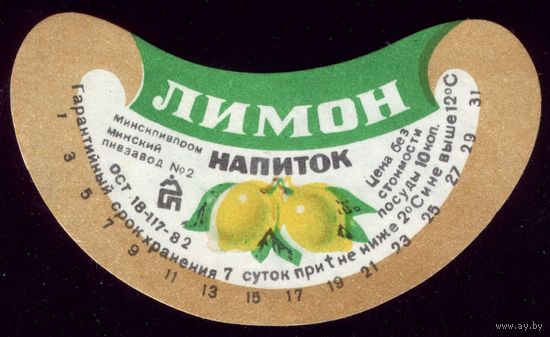 ЛИМОН
НАПИТОК
Минскпивпром
Минский
пивзавод №2
ОСТ 18-117-82
Цена без
стоимости
посуды 10 коп.
Гарантийный срок хранения 7 суток при t не ниже 2°С и не выше 12°С
1 3 5 7 9 11 13 15 17 19 21 23 25 27 29 31
www.ay.by